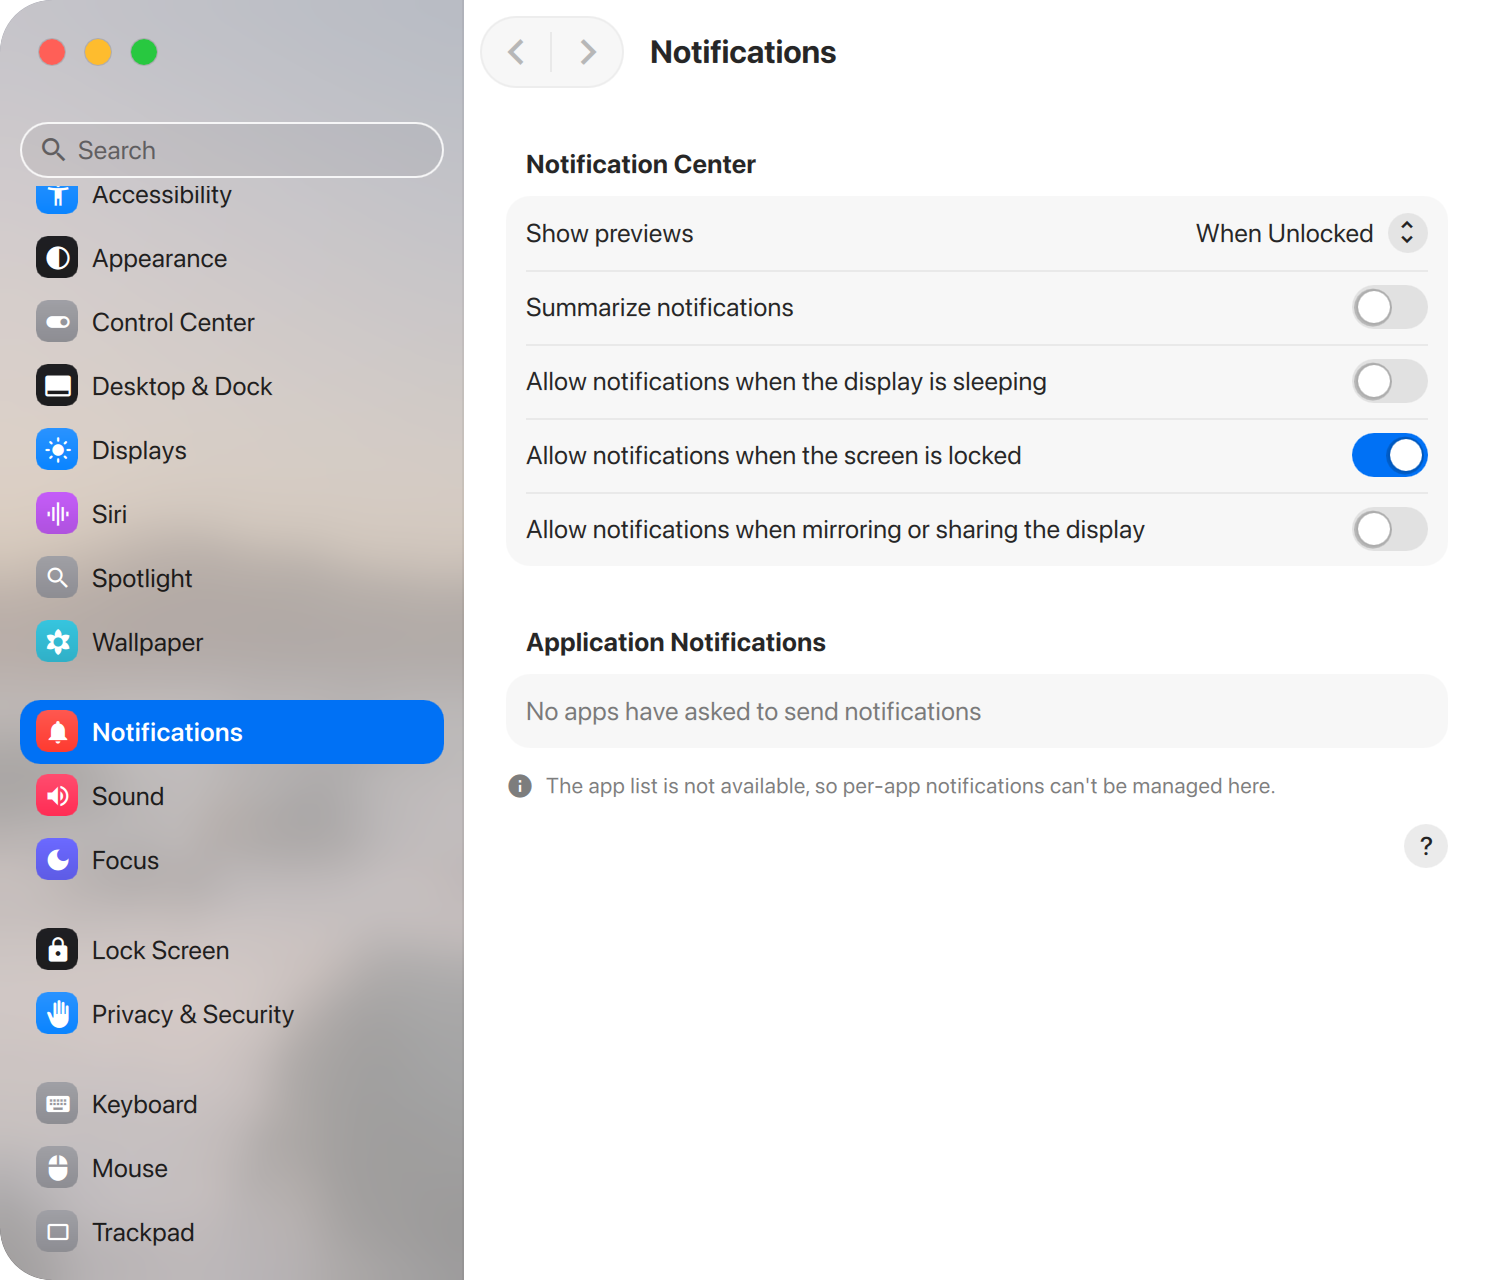 Search
Accessibility
Appearance
Control Center
Desktop & Dock
Displays
Siri
Spotlight
Wallpaper
Notifications
Sound
Focus
Lock Screen
Privacy & Security
Keyboard
Mouse
Trackpad
Notifications
Notification Center
Show previews When Unlocked
Summarize notifications
Allow notifications when the display is sleeping
Allow notifications when the screen is locked
Allow notifications when mirroring or sharing the display
Application Notifications
No apps have asked to send notifications
The app list is not available, so per-app notifications can't be managed here.
?